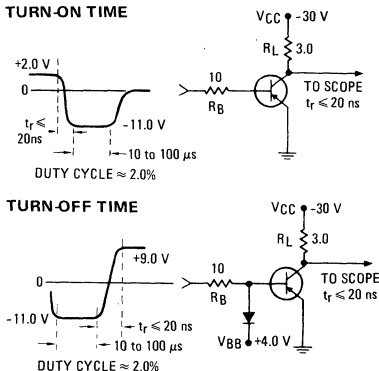 TURN-ON TIME
VCC -30 V
RL 3.0
+2.0 V
0
10
RB
TO SCOPE
tr ≤ 20 ns
tr ≤
20ns
-11.0 V
10 to 100 μs
DUTY CYCLE ≈ 2.0%
TURN-OFF TIME
VCC -30 V
RL 3.0
+9.0 V
0
10
RB
TO SCOPE
tr ≤ 20 ns
-11.0 V
tr ≤ 20 ns
10 to 100 μs
VBB +4.0 V
DUTY CYCLE ≈ 2.0%